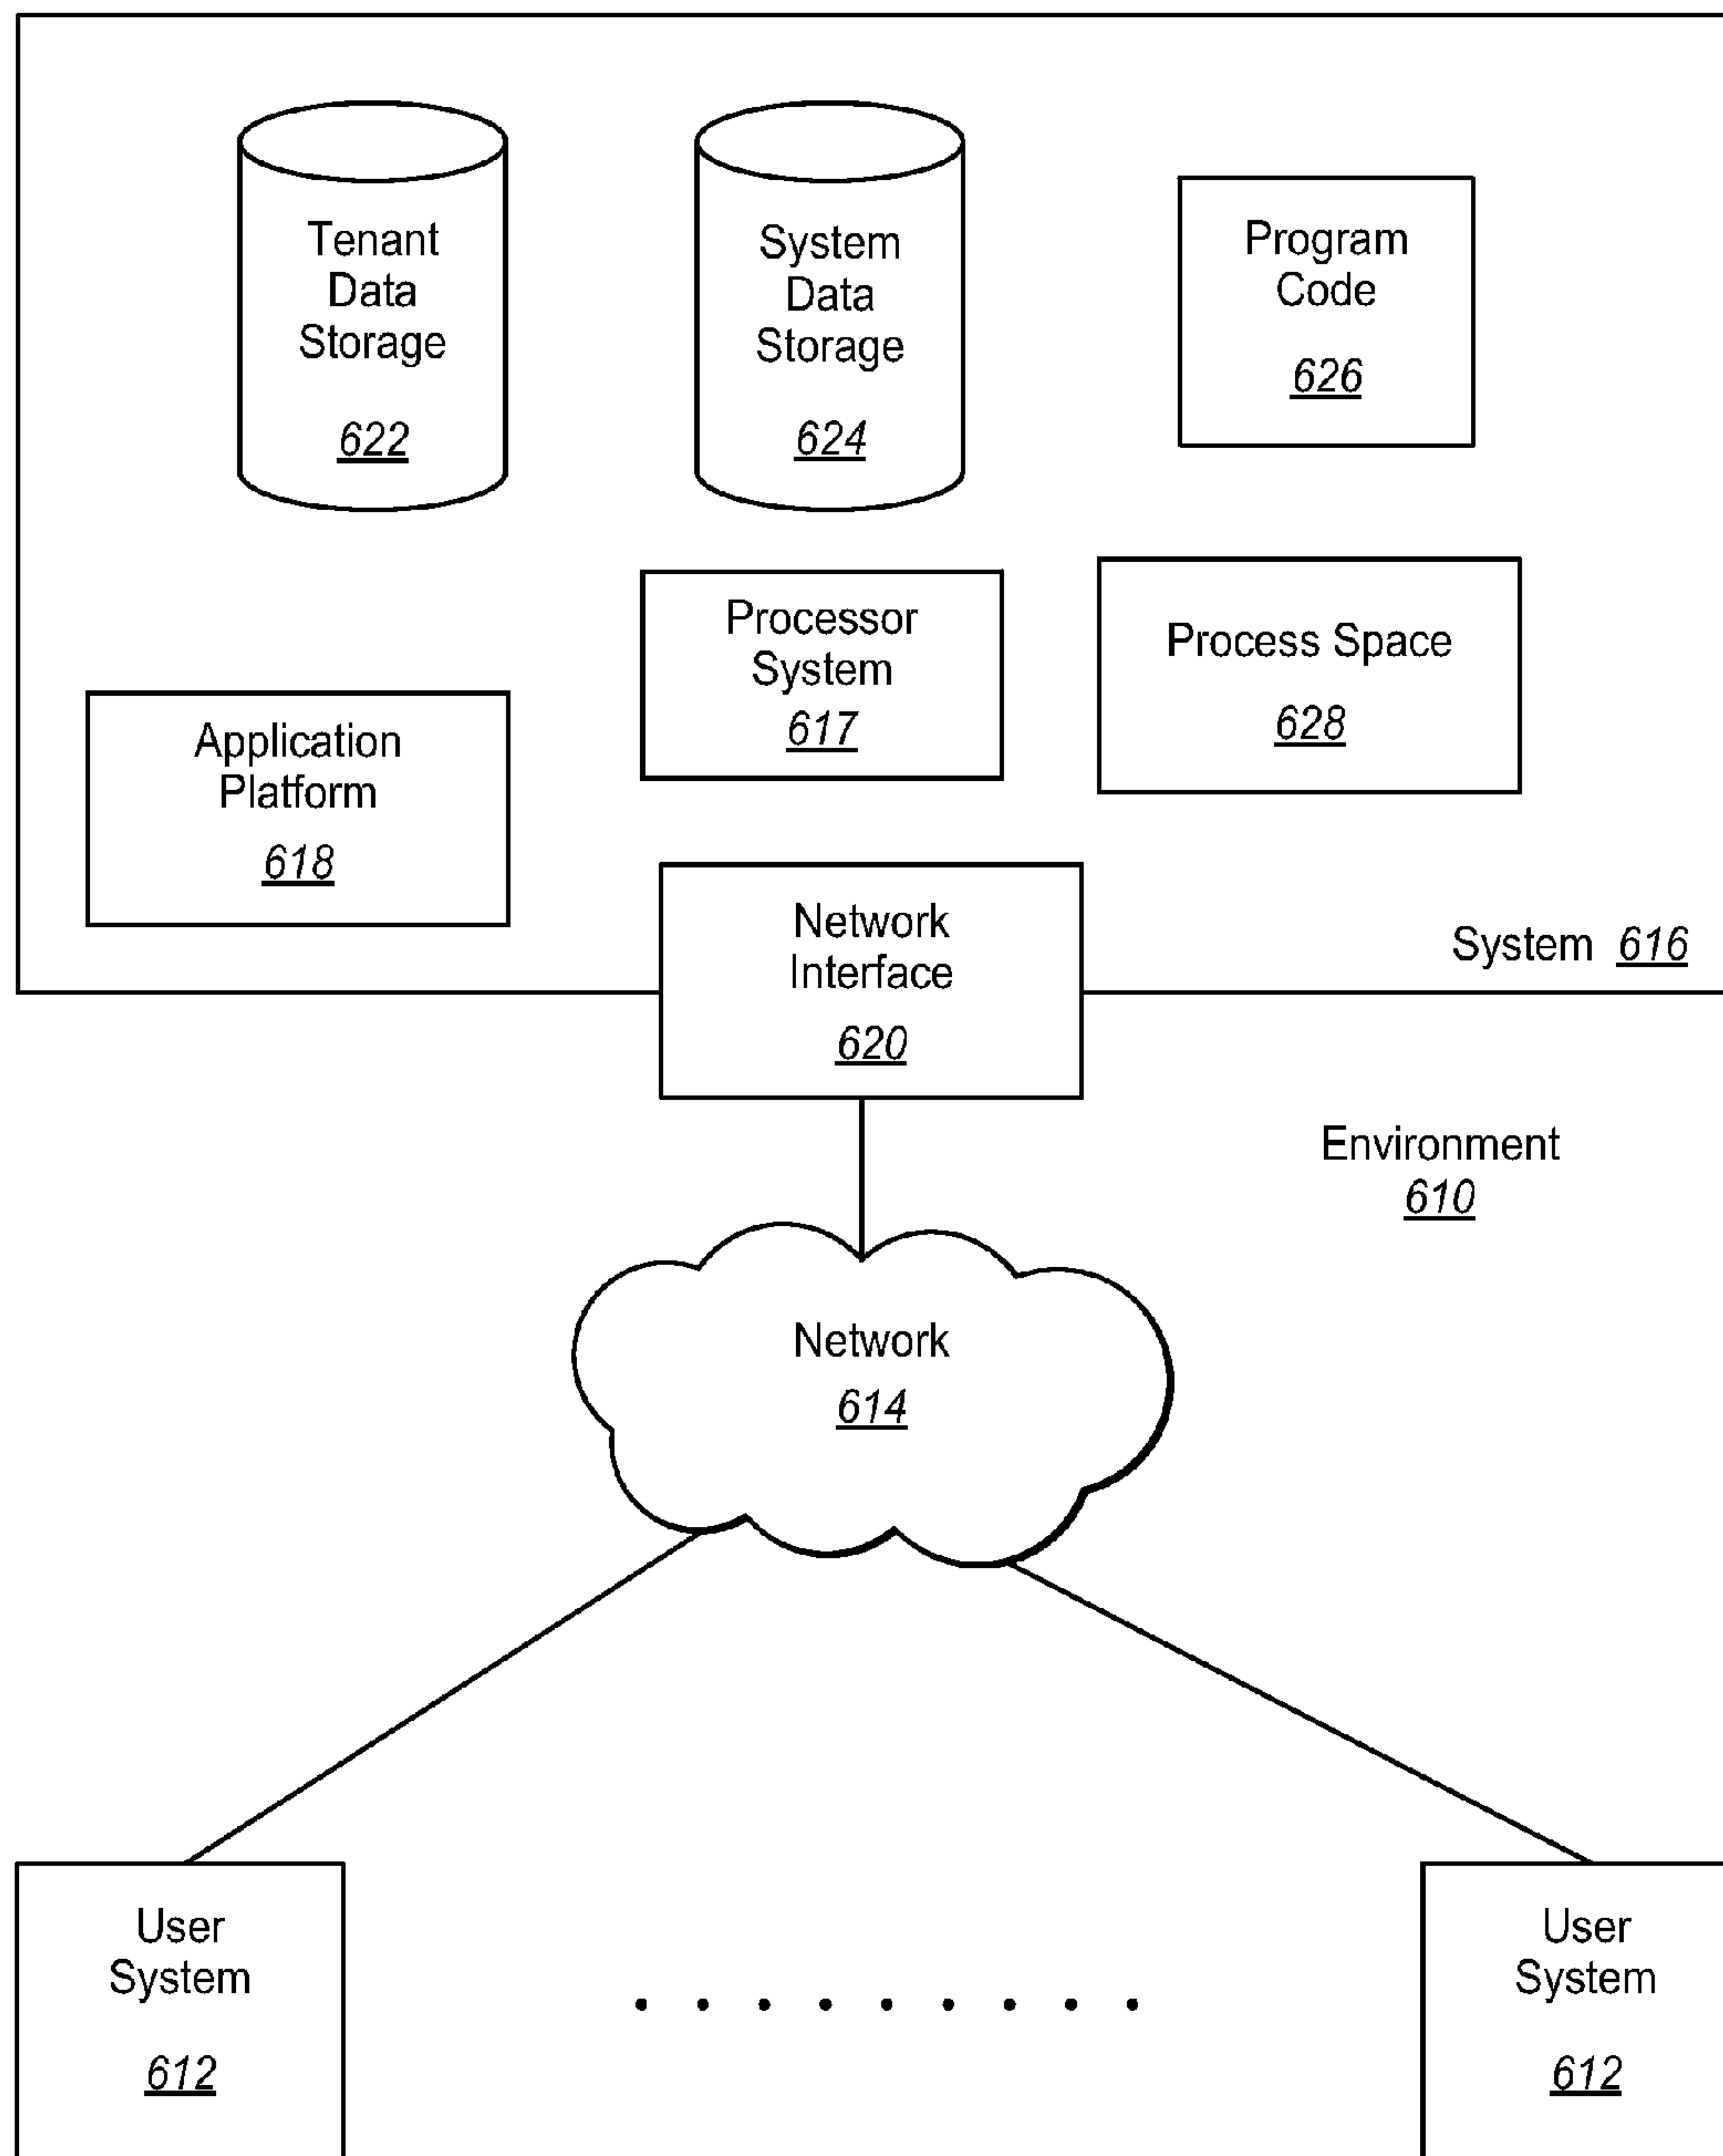 Tenant
Data
Storage
622
System
Data
Storage
624
Program
Code
626
Processor
System
617
Process Space
628
Application
Platform
618
Network
Interface
620
System 616
Environment
610
Network
614
User
System
612
User
System
612